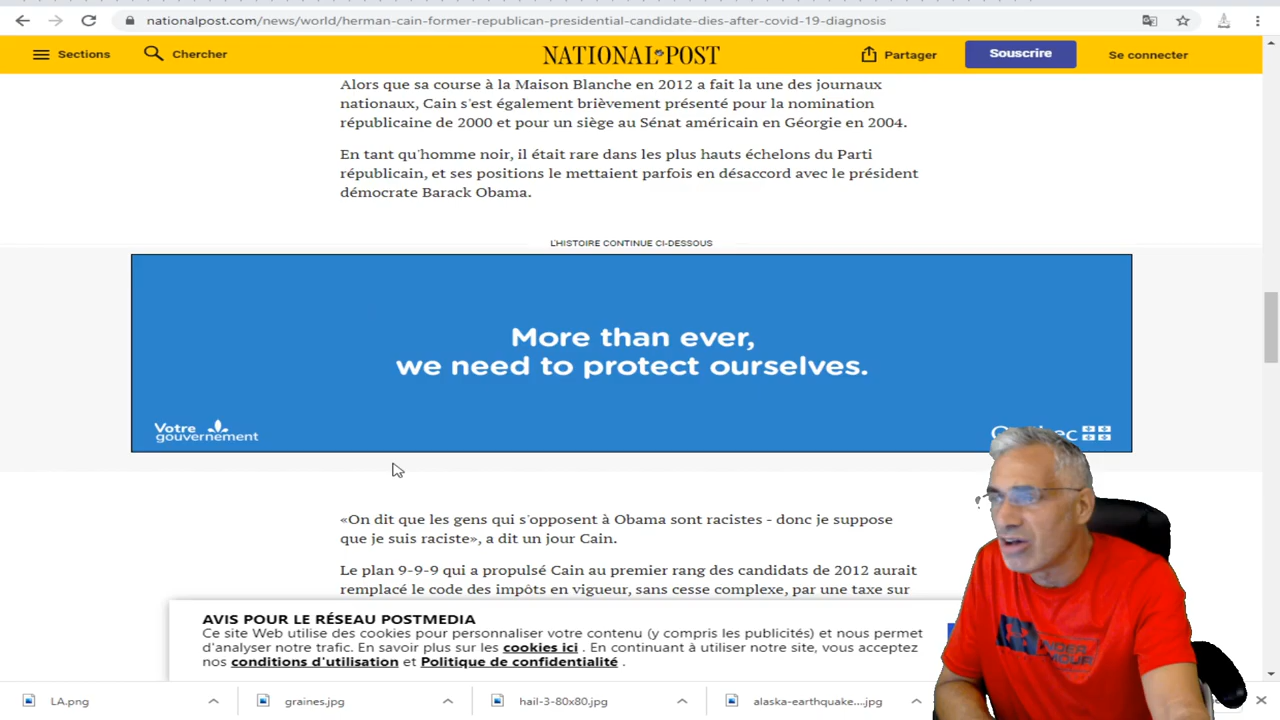 nationalpost.com/news/world/herman-cain-former-republican-presidential-candidate-dies-after-covid-19-diagnosis
Sections Chercher NATIONAL POST Partager Souscrire Se connecter
Alors que sa course à la Maison Blanche en 2012 a fait la une des journaux
nationaux, Cain s'est également brièvement présenté pour la nomination
républicaine de 2000 et pour un siège au Sénat américain en Géorgie en 2004.
En tant qu'homme noir, il était rare dans les plus hauts échelons du Parti
républicain, et ses positions le mettaient parfois en désaccord avec le président
démocrate Barack Obama.
L'HISTOIRE CONTINUE CI-DESSOUS
More than ever,
we need to protect ourselves.
Votre
gouvernement
«On dit que les gens qui s'opposent à Obama sont racistes - donc je suppose
que je suis raciste», a dit un jour Cain.
Le plan 9-9-9 qui a propulsé Cain au premier rang des candidats de 2012 aurait
remplacé le code des impôts en vigueur, sans cesse complexe, par une taxe sur
AVIS POUR LE RÉSEAU POSTMEDIA
Ce site Web utilise des cookies pour personnaliser votre contenu (y compris les publicités) et nous permet
d'analyser notre trafic. En savoir plus sur les cookies ici . En continuant à utiliser notre site, vous acceptez
nos conditions d'utilisation et Politique de confidentialité .
LA.png graines.jpg hail-3-80x80.jpg alaska-earthquake....jpg